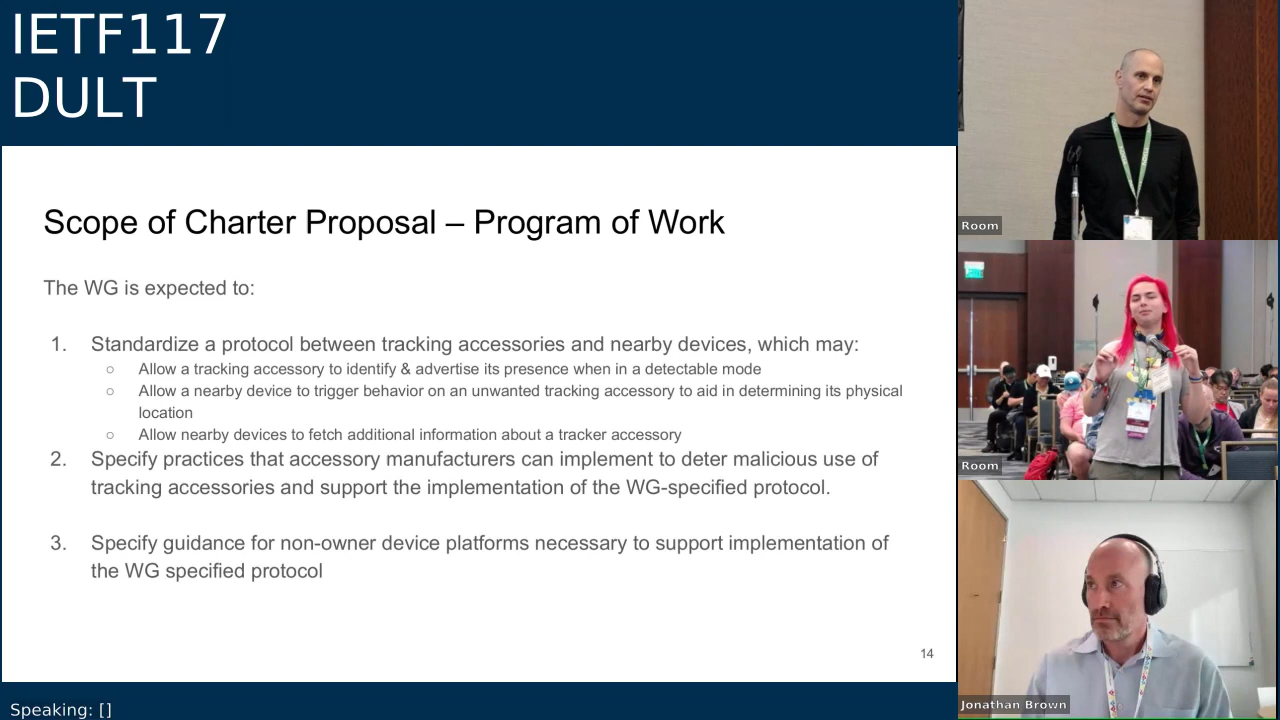 IETF117
DULT
Scope of Charter Proposal – Program of Work
The WG is expected to:
1. Standardize a protocol between tracking accessories and nearby devices, which may:
○ Allow a tracking accessory to identify & advertise its presence when in a detectable mode
○ Allow a nearby device to trigger behavior on an unwanted tracking accessory to aid in determining its physical
location
○ Allow nearby devices to fetch additional information about a tracker accessory
2. Specify practices that accessory manufacturers can implement to deter malicious use of
tracking accessories and support the implementation of the WG-specified protocol.
3. Specify guidance for non-owner device platforms necessary to support implementation of
the WG specified protocol
14
Speaking: []
Room
Room
Jonathan Brown